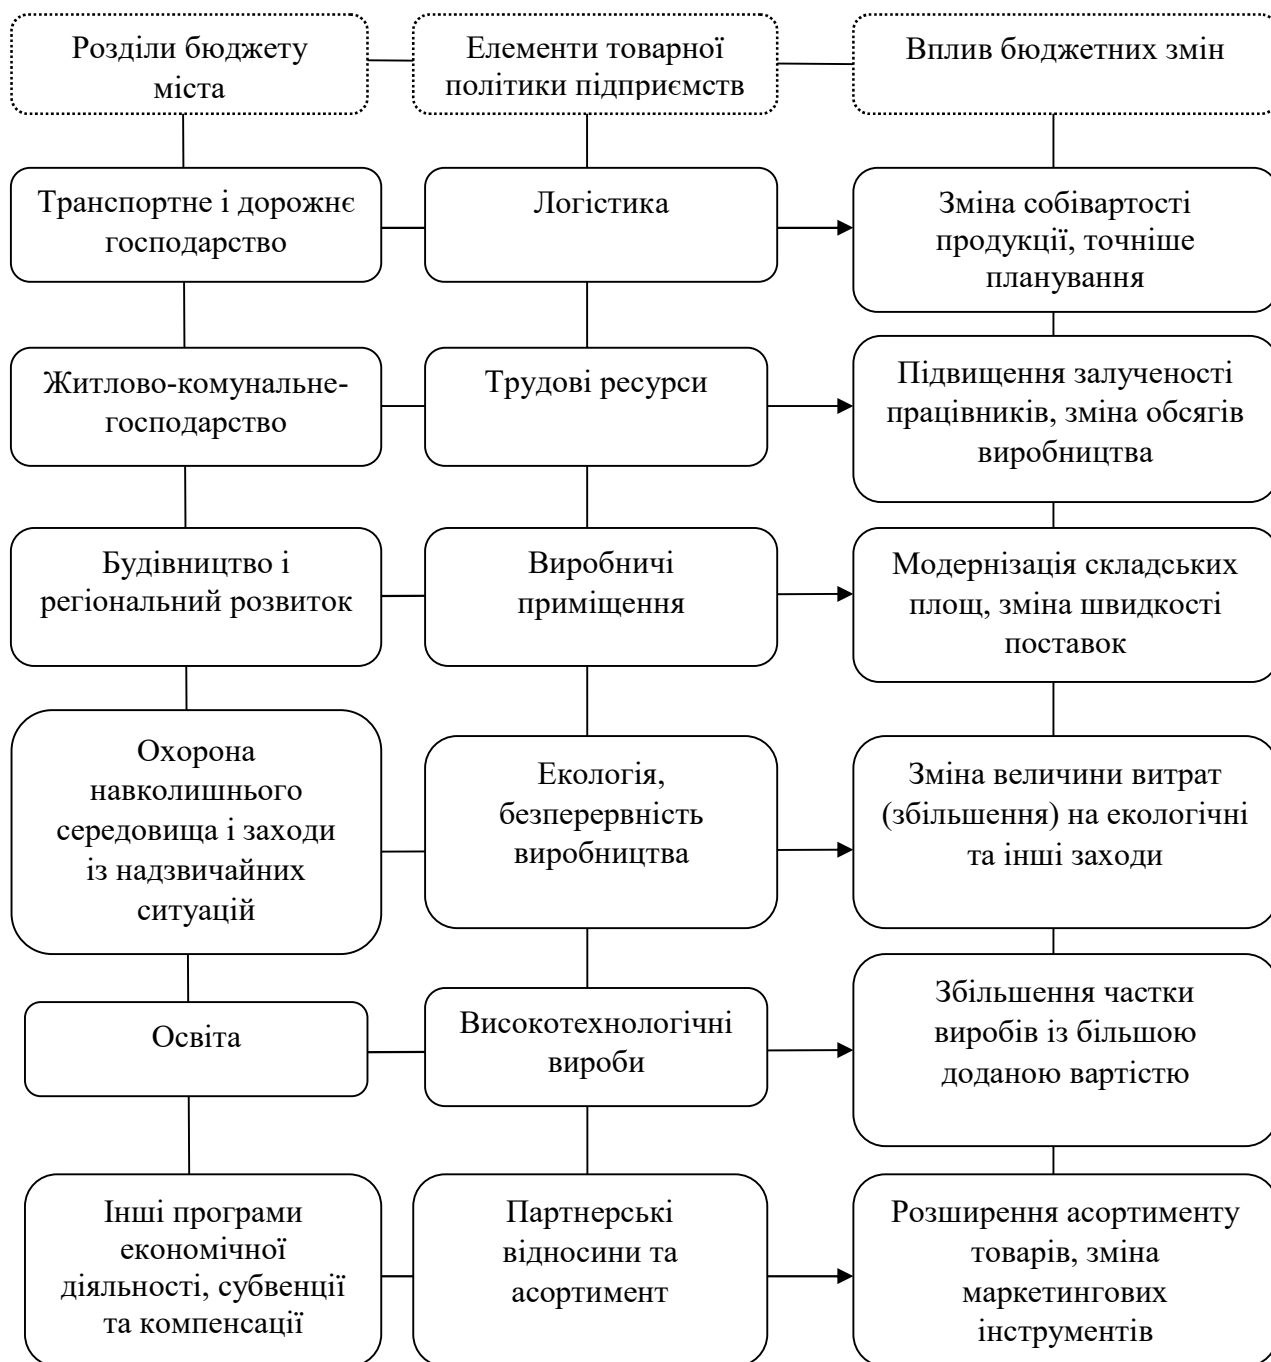 Розділи бюджету
міста
Елементи товарної
політики підприємств
Вплив бюджетних змін
Транспортне і дорожнє
господарство
Логістика
Зміна собівартості
продукції, точніше
планування
Житлово-комунальне-
господарство
Трудові ресурси
Підвищення залученості
працівників, зміна обсягів
виробництва
Будівництво і
регіональний розвиток
Виробничі
приміщення
Модернізація складських
площ, зміна швидкості
поставок
Охорона
навколишнього
середовища і заходи
із надзвичайних
ситуацій
Екологія,
безперервність
виробництва
Зміна величини витрат
(збільшення) на екологічні
та інші заходи
Освіта
Високотехнологічні
вироби
Збільшення частки
виробів із більшою
доданою вартістю
Інші програми
економічної
діяльності, субвенції
та компенсації
Партнерські
відносини та
асортимент
Розширення асортименту
товарів, зміна
маркетингових
інструментів